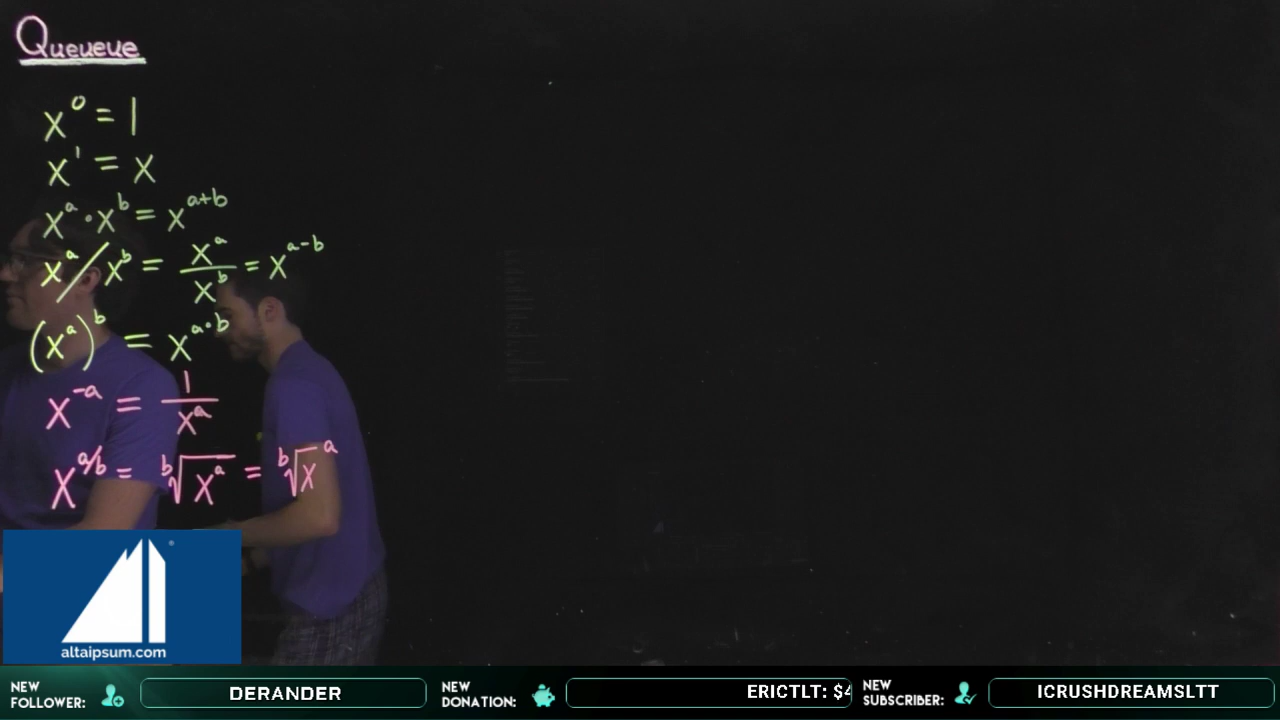 Queueue
x⁰ = 1
x¹ = x
xᵃ · xᵇ = xᵃ⁺ᵇ
xᵃ/xᵇ = xᵃ/xᵇ = xᵃ⁻ᵇ
(xᵃ)ᵇ = xᵃ·ᵇ
x⁻ᵃ = 1/xᵃ
x^(a/b) = ᵇ√(xᵃ) = ᵇ√x ᵃ
altaipsum.com
NEW FOLLOWER: DERANDER
NEW DONATION: ERICTLT: $4
NEW SUBSCRIBER: ICRUSHDREAMSLTT